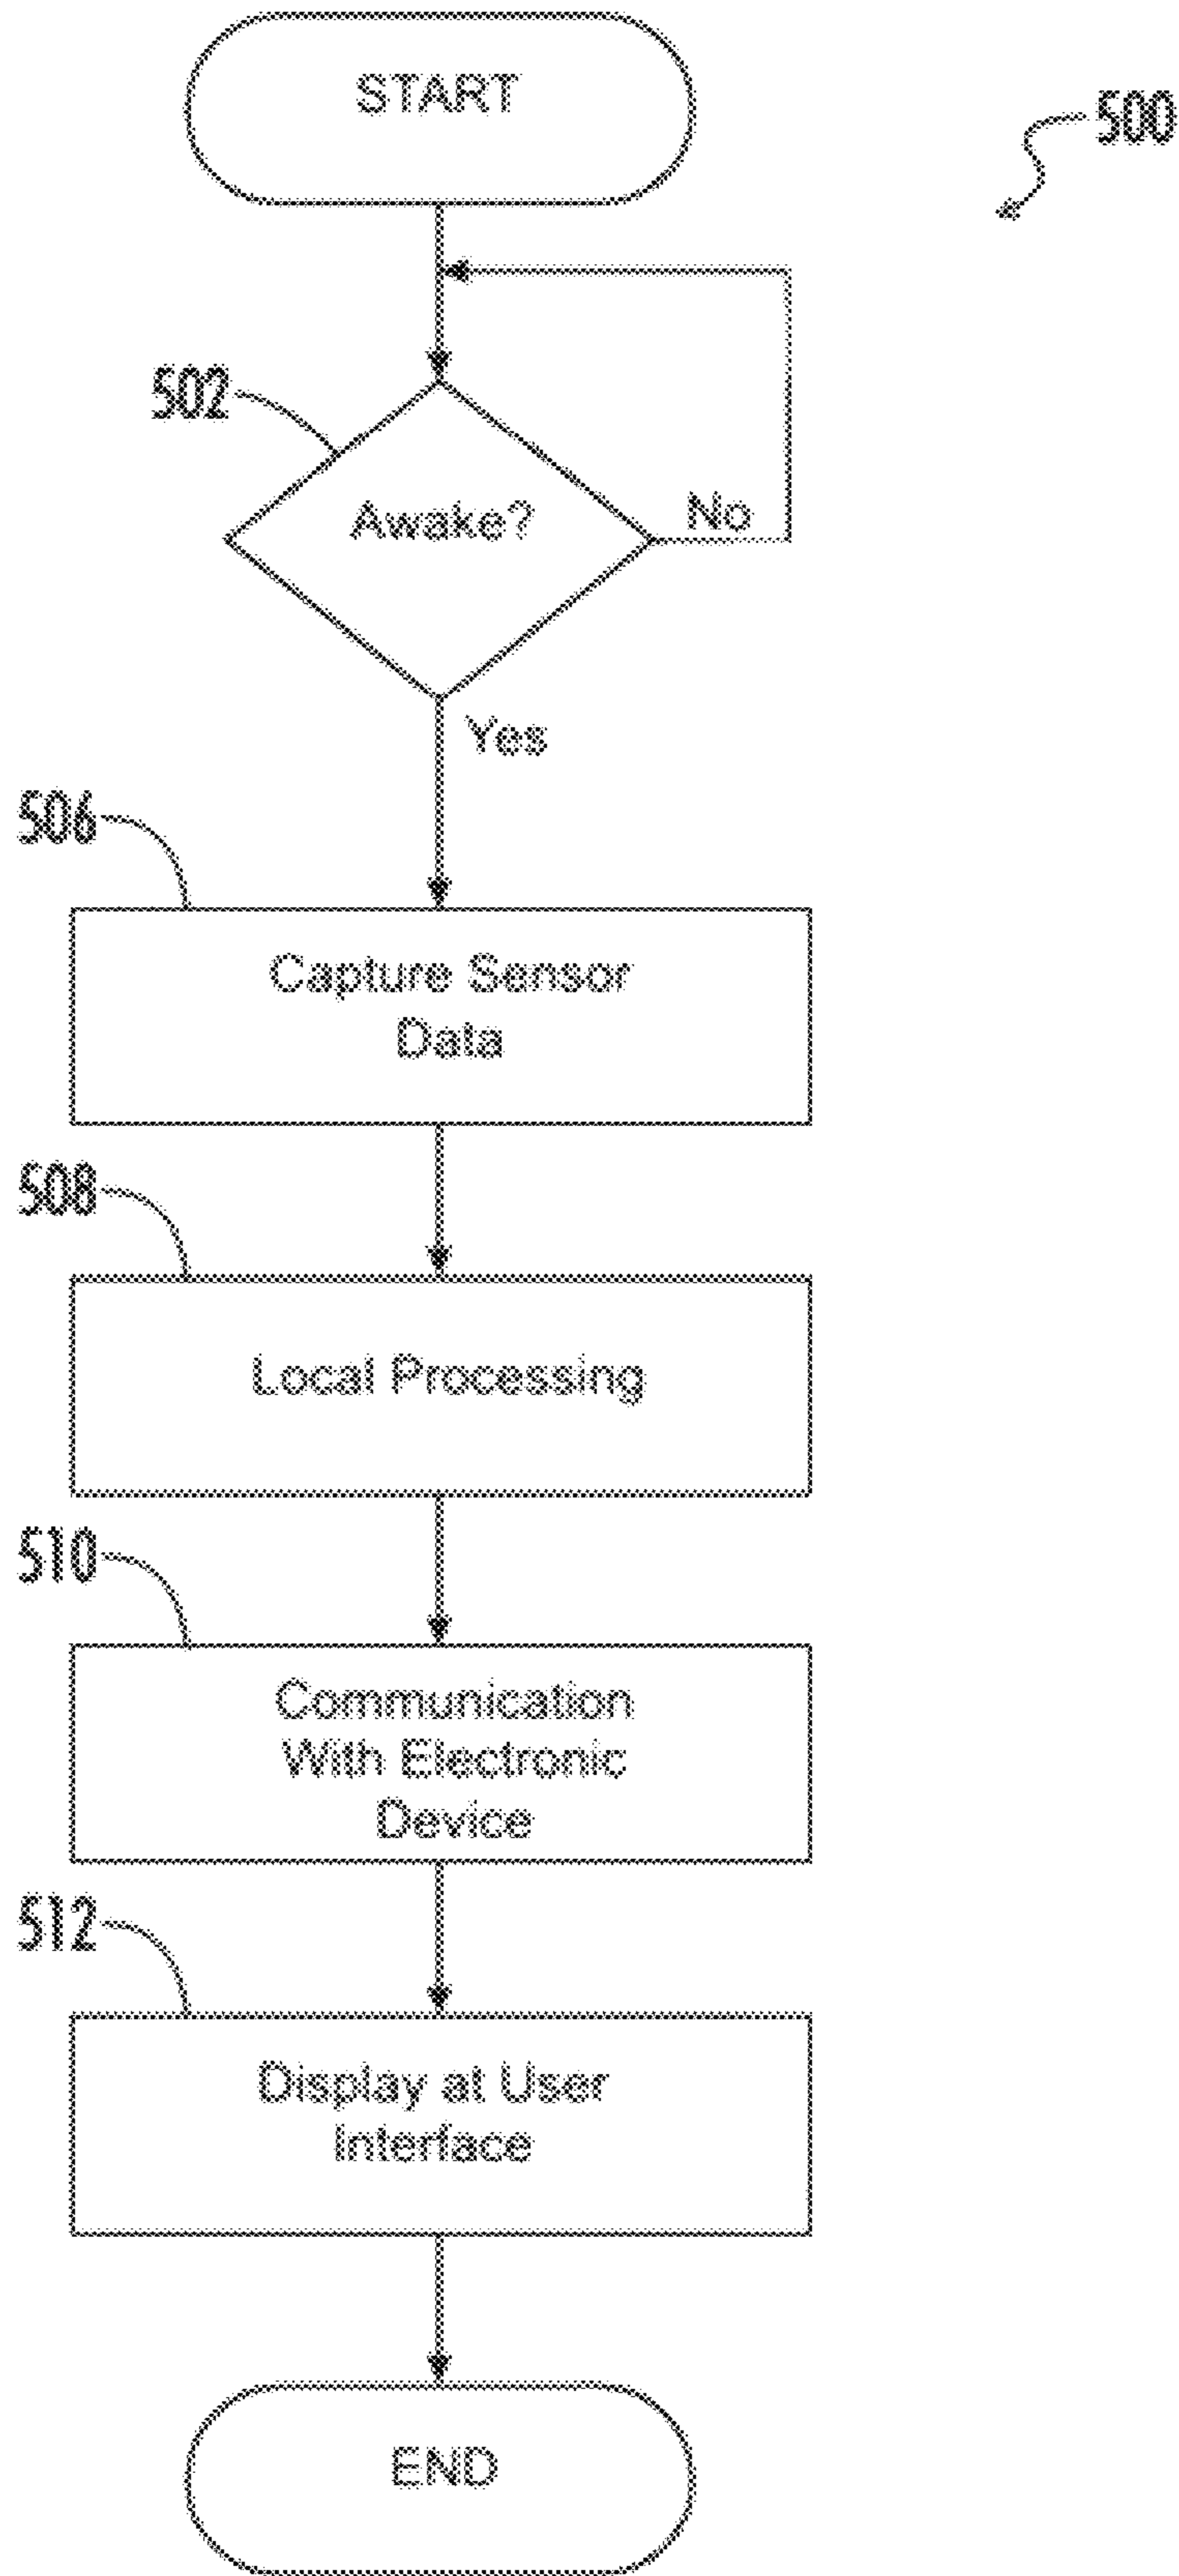 START
500
502
Awake?
No
Yes
506
Capture Sensor
Data
508
Local Processing
510
Communication
With Electronic
Device
512
Display at User
Interface
END